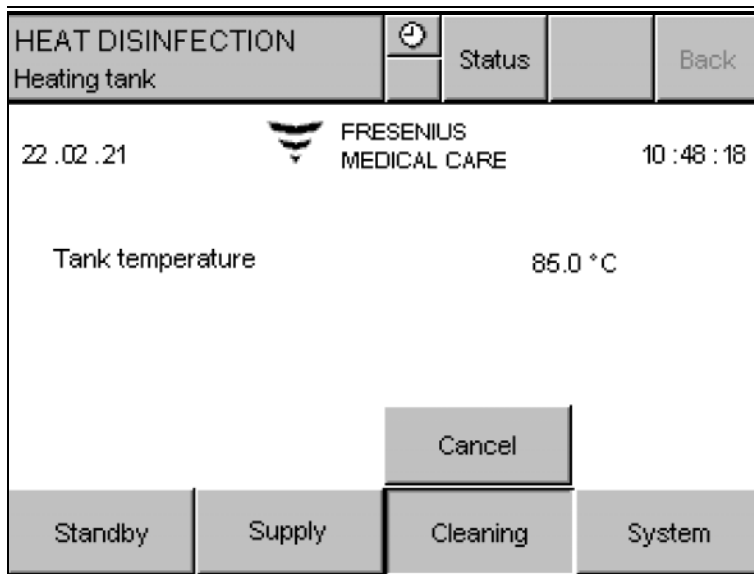 HEAT DISINFECTION
Heating tank
Status
Back
22 .02 .21
FRESENIUS
MEDICAL CARE
10 :48 : 18
Tank temperature
85.0 °C
Cancel
Standby
Supply
Cleaning
System